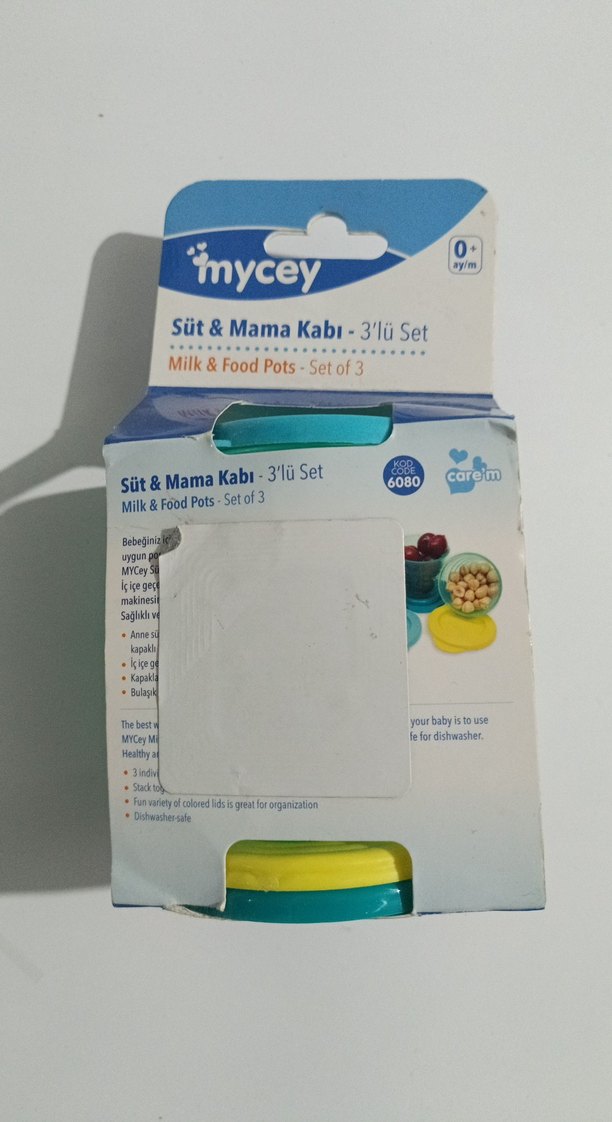 mycey
0+
ay/m
Süt & Mama Kabı - 3'lü Set
Milk & Food Pots - Set of 3
Süt & Mama Kabı - 3'lü Set
Milk & Food Pots - Set of 3
KOD
CODE
6080
care'm
Bebeğiniz
uygun
MYCey
İç içe
Sağlıklı
• Anne
kapaklı
• İç içe
•
• Bulaşık
The best
your baby is to use
MYCey
for dishwasher.
Healthy
• 3
• Stack
• Fun variety of colored lids is great for organization
• Dishwasher-safe